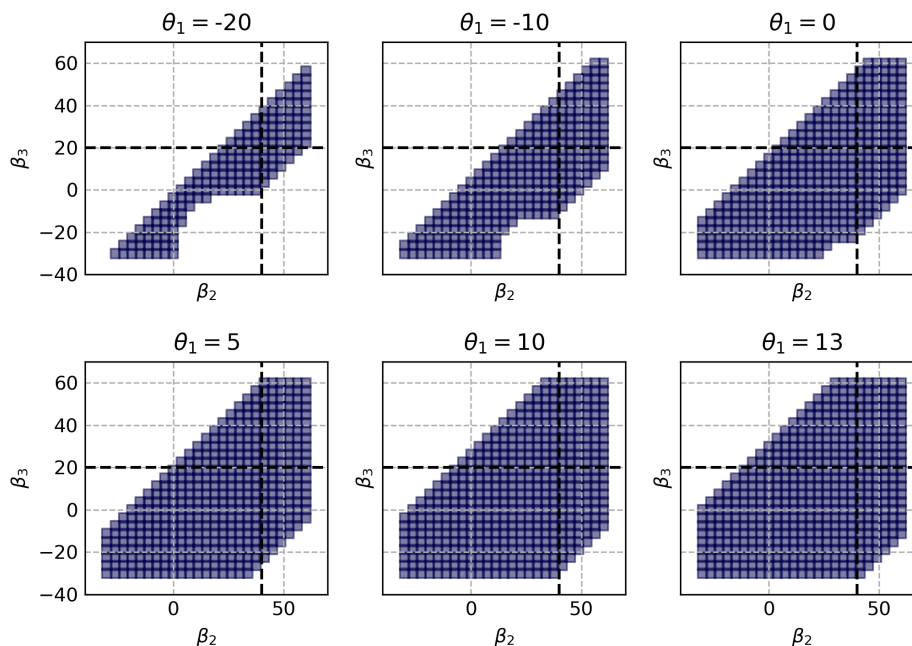 θ₁ = -20
θ₁ = -10
θ₁ = 0
β₃
60
40
20
0
−20
−40
β₂
β₃
β₂
β₃
β₂
θ₁ = 5
θ₁ = 10
θ₁ = 13
β₃
60
40
20
0
−20
−40
0
50
β₂
β₃
0
50
β₂
β₃
0
50
β₂